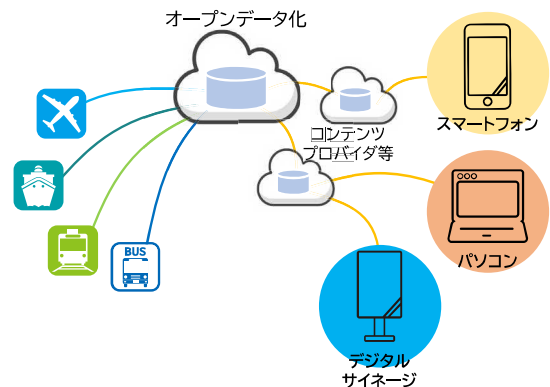 オープンデータ化
コンテンツ
プロバイダ等
スマートフォン
BUS
パソコン
デジタル
サイネージ